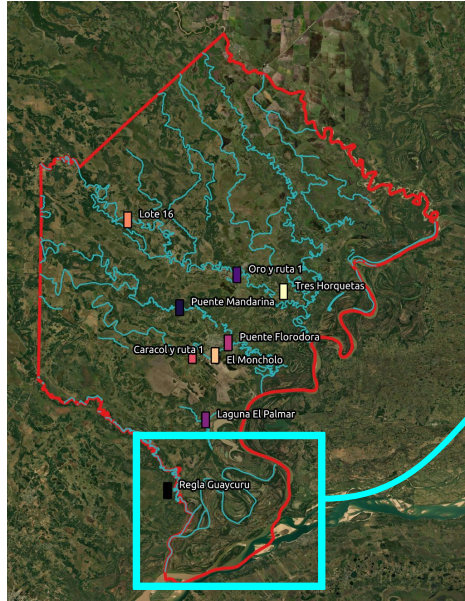 Lote 16
Oro y ruta 1
Tres Horquetas
Puente Mandarina
Puente Florodora
Caracol y ruta 1
El Moncholo
Laguna El Palmar
Regla Guaycuru